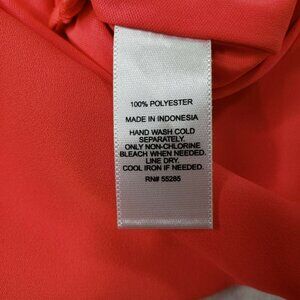 100% POLYESTER
MADE IN INDONESIA
HAND WASH COLD
SEPARATELY.
ONLY NON-CHLORINE
BLEACH WHEN NEEDED.
LINE DRY.
COOL IRON IF NEEDED.
RN# 55285